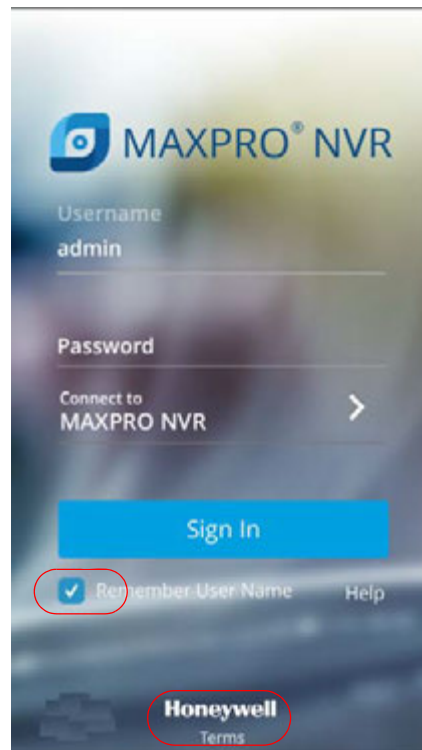 MAXPRO® NVR
Username
admin
Password
Connect to
MAXPRO NVR
Sign In
Remember User Name Help
Honeywell
Terms